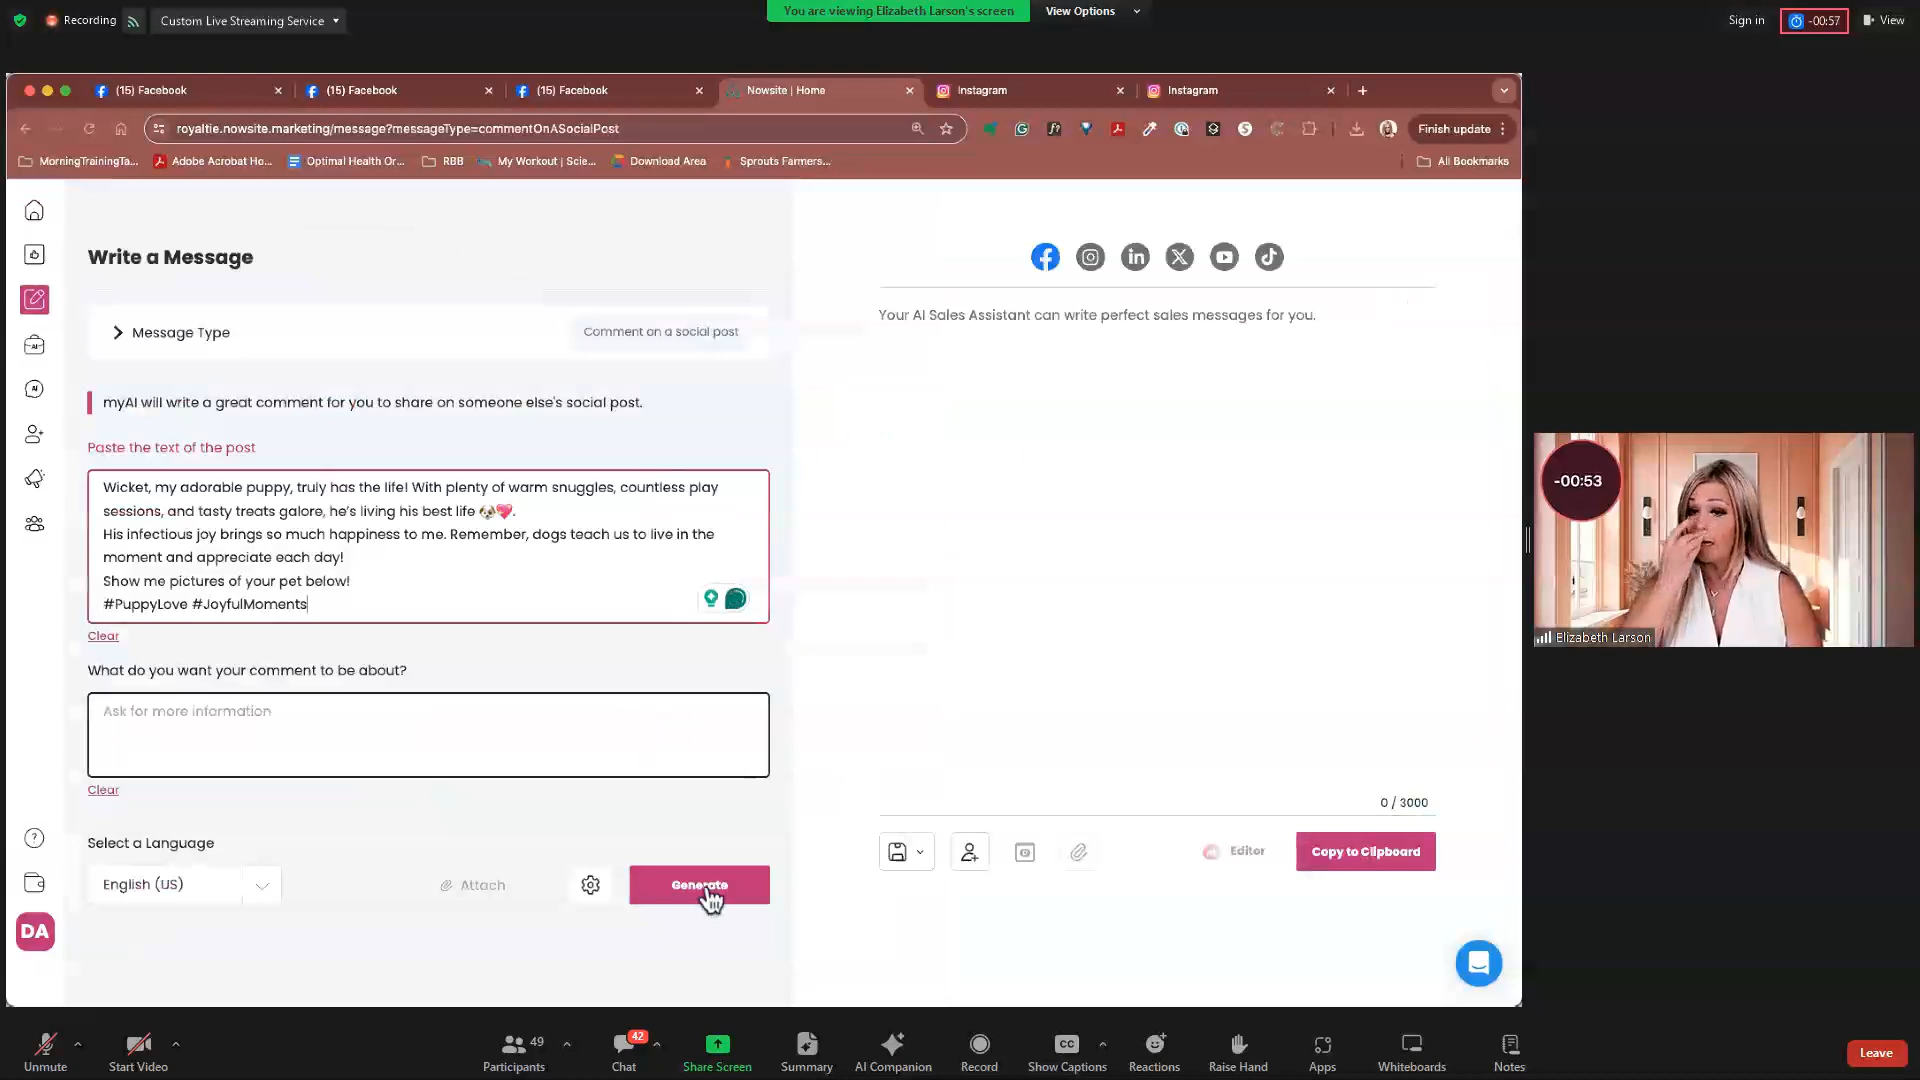 Recording
Custom Live Streaming Service
You are viewing Elizabeth Larson's screen
View Options
Sign in
-00:57
View
(15) Facebook
(15) Facebook
(15) Facebook
Nowsite | Home
Instagram
Instagram
royaltie.nowsite.marketing/message?messageType=commentOnASocialPost
Finish update
MorningTrainingTa...
Adobe Acrobat Ho...
Optimal Health Or...
RBB
My Workout | Scie...
Download Area
Sprouts Farmers...
All Bookmarks
Write a Message
Message Type
Comment on a social post
myAI will write a great comment for you to share on someone else's social post.
Paste the text of the post
Wicket, my adorable puppy, truly has the life! With plenty of warm snuggles, countless play
sessions, and tasty treats galore, he's living his best life 🐶💖.
His infectious joy brings so much happiness to me. Remember, dogs teach us to live in the
moment and appreciate each day!
Show me pictures of your pet below!
#PuppyLove #JoyfulMoments
Clear
What do you want your comment to be about?
Ask for more information
Clear
Select a Language
English (US)
Attach
Generate
DA
Your AI Sales Assistant can write perfect sales messages for you.
0 / 3000
Editor
Copy to Clipboard
-00:53
Elizabeth Larson
Unmute
Start Video
49
Participants
42
Chat
Share Screen
Summary
AI Companion
Record
CC
Show Captions
Reactions
Raise Hand
Apps
Whiteboards
Notes
Leave